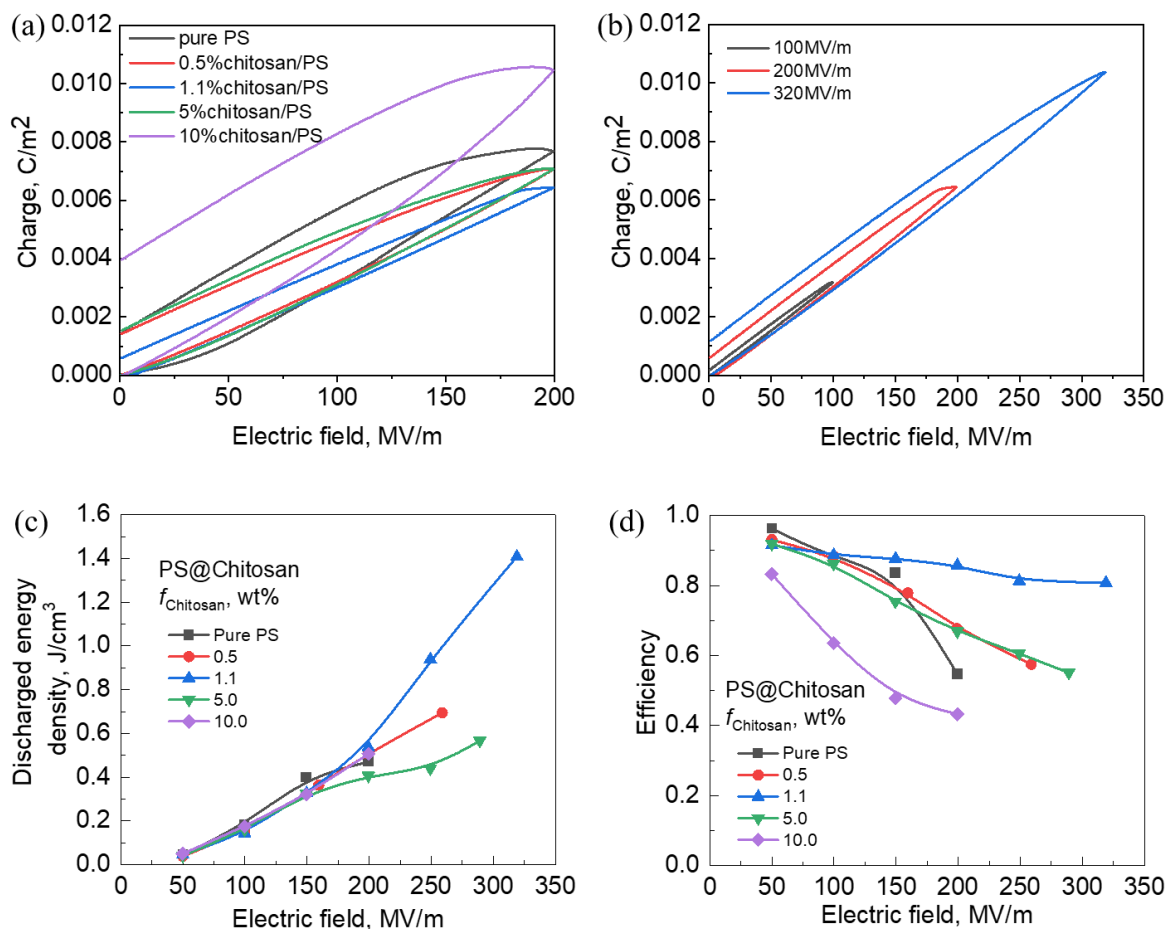 (a)
0.012
0.010
0.008
0.006
0.004
0.002
0.000
Charge, C/m²
pure PS
0.5%chitosan/PS
1.1%chitosan/PS
5%chitosan/PS
10%chitosan/PS
0 50 100 150 200
Electric field, MV/m
(b)
0.012
0.010
0.008
0.006
0.004
0.002
0.000
Charge, C/m²
100MV/m
200MV/m
320MV/m
0 50 100 150 200 250 300 350
Electric field, MV/m
(c)
1.6
1.4
1.2
1.0
0.8
0.6
0.4
0.2
0.0
Discharged energy
density, J/cm³
PS@Chitosan
fChitosan, wt%
Pure PS
0.5
1.1
5.0
10.0
0 50 100 150 200 250 300 350
Electric field, MV/m
(d)
1.0
0.8
0.6
0.4
0.2
0.0
Efficiency
PS@Chitosan
fChitosan, wt%
Pure PS
0.5
1.1
5.0
10.0
0 50 100 150 200 250 300 350
Electric field, MV/m